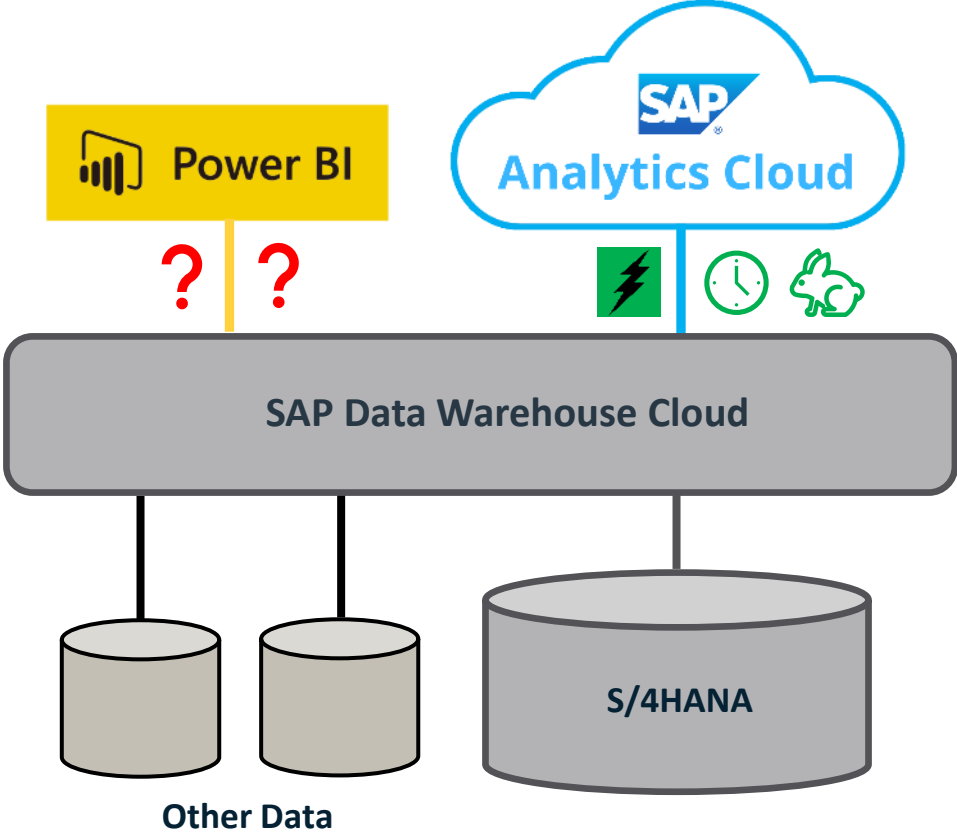 Power BI
SAP
®
Analytics Cloud
? ?
SAP Data Warehouse Cloud
S/4HANA
Other Data